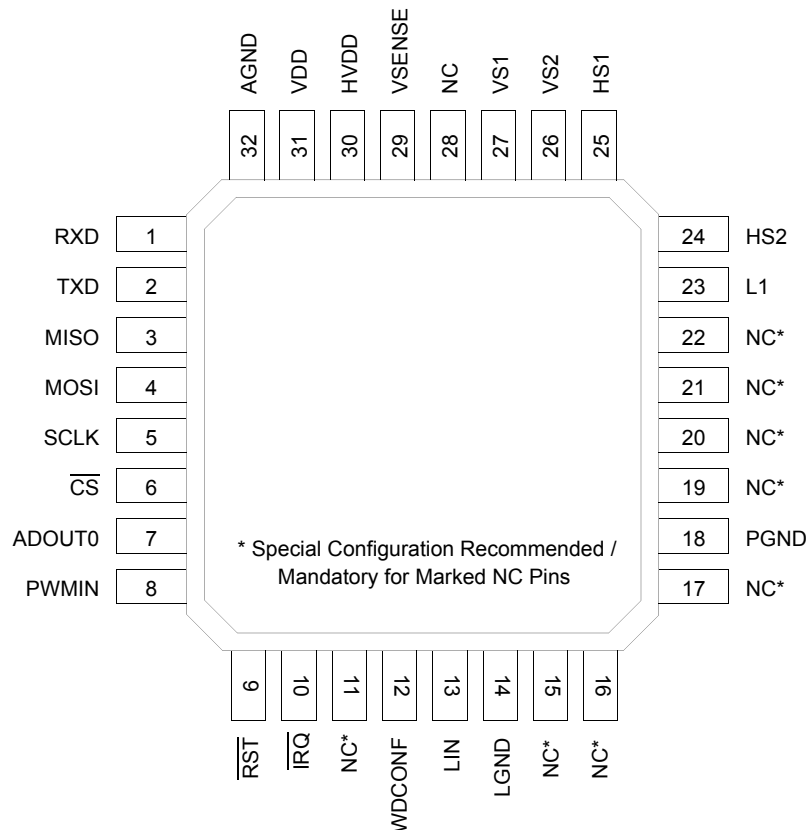 AGND
VDD
HVDD
VSENSE
NC
VS1
VS2
HS1
32
31
30
29
28
27
26
25
RXD 1
TXD 2
MISO 3
MOSI 4
SCLK 5
C̅S̅ 6
ADOUT0 7
PWMIN 8
24 HS2
23 L1
22 NC*
21 NC*
20 NC*
19 NC*
18 PGND
17 NC*
* Special Configuration Recommended /
Mandatory for Marked NC Pins
9
10
11
12
13
14
15
16
R̅S̅T̅
I̅R̅Q̅
NC*
WDCONF
LIN
LGND
NC*
NC*